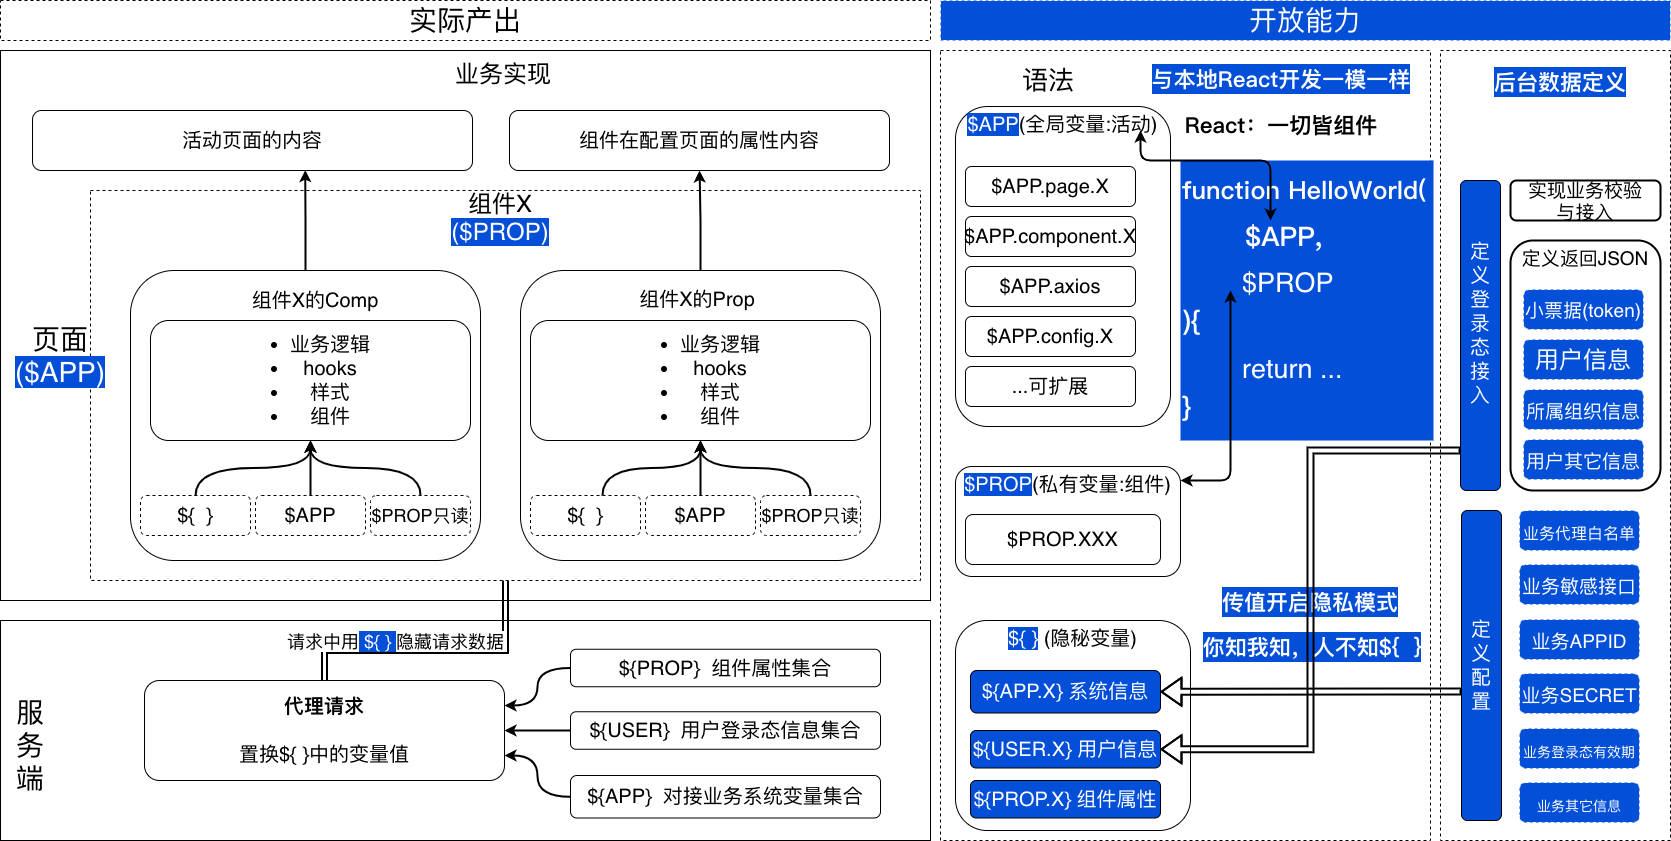 实际产出
业务实现
活动页面的内容
组件在配置页面的属性内容
组件X
($PROP)
页面
($APP)
组件X的Comp
业务逻辑
hooks
样式
组件
${  }
$APP
$PROP只读
组件X的Prop
业务逻辑
hooks
样式
组件
${  }
$APP
$PROP只读
服务端
请求中用 ${ } 隐藏请求数据
代理请求
置换${ }中的变量值
${PROP}  组件属性集合
${USER}  用户登录态信息集合
${APP}  对接业务系统变量集合
开放能力
语法
与本地React开发一模一样
$APP(全局变量:活动)
React：一切皆组件
$APP.page.X
$APP.component.X
$APP.axios
$APP.config.X
...可扩展
function HelloWorld(
$APP,
$PROP
){
return ...
}
$PROP(私有变量:组件)
$PROP.XXX
传值开启隐私模式
你知我知，人不知${  }
${ } (隐秘变量)
${APP.X} 系统信息
${USER.X} 用户信息
${PROP.X} 组件属性
后台数据定义
定义登录态接入
实现业务校验
与接入
定义返回JSON
小票据(token)
用户信息
所属组织信息
用户其它信息
定义配置
业务代理白名单
业务敏感接口
业务APPID
业务SECRET
业务登录态有效期
业务其它信息